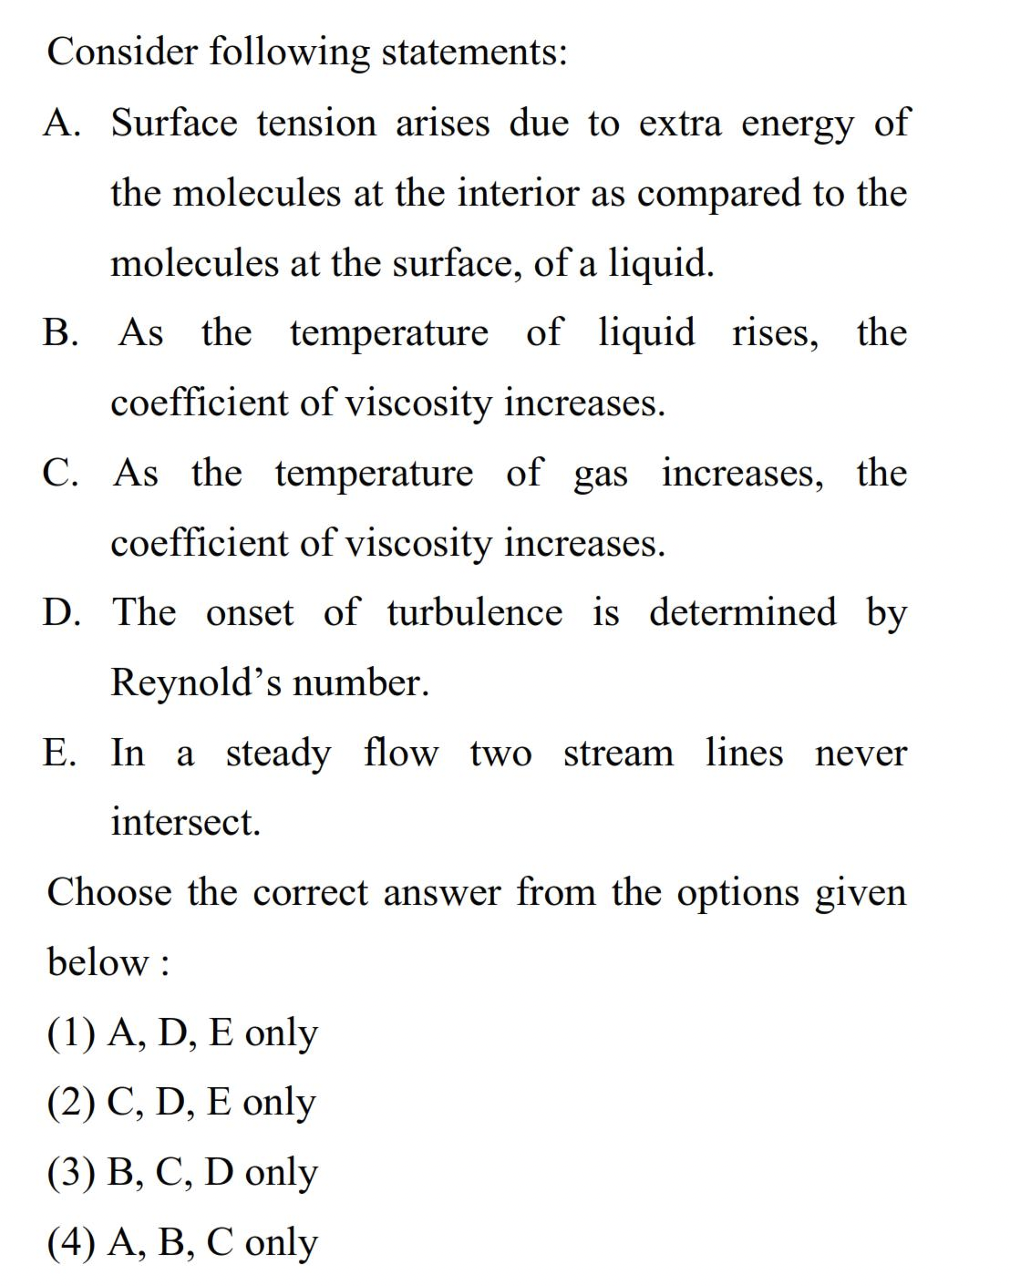 Consider following statements:
A. Surface tension arises due to extra energy of
the molecules at the interior as compared to the
molecules at the surface, of a liquid.
B. As the temperature of liquid rises, the
coefficient of viscosity increases.
C. As the temperature of gas increases, the
coefficient of viscosity increases.
D. The onset of turbulence is determined by
Reynold’s number.
E. In a steady flow two stream lines never
intersect.
Choose the correct answer from the options given
below :
(1) A, D, E only
(2) C, D, E only
(3) B, C, D only
(4) A, B, C only